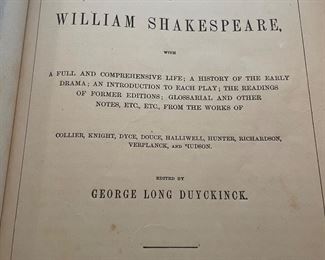 WILLIAM SHAKESPEARE,
WITH
A FULL AND COMPREHENSIVE LIFE; A HISTORY OF THE EARLY
DRAMA; AN INTRODUCTION TO EACH PLAY; THE READINGS
OF FORMER EDITIONS; GLOSSARIAL AND OTHER
NOTES, ETC., ETC., FROM THE WORKS OF
COLLIER, KNIGHT, DYCE, DOUCE, HALLIWELL, HUNTER, RICHARDSON,
VERPLANCK, AND HUDSON.
EDITED BY
GEORGE LONG DUYCKINCK.